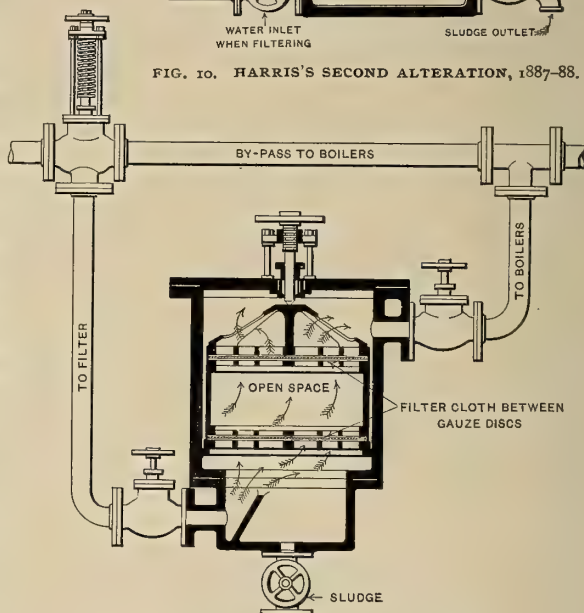 WATER INLET
WHEN FILTERING
SLUDGE OUTLET
FIG. 10. HARRIS'S SECOND ALTERATION, 1887-88.
BY-PASS TO BOILERS
TO BOILERS
TO FILTER
OPEN SPACE
FILTER CLOTH BETWEEN
GAUZE DISCS
SLUDGE